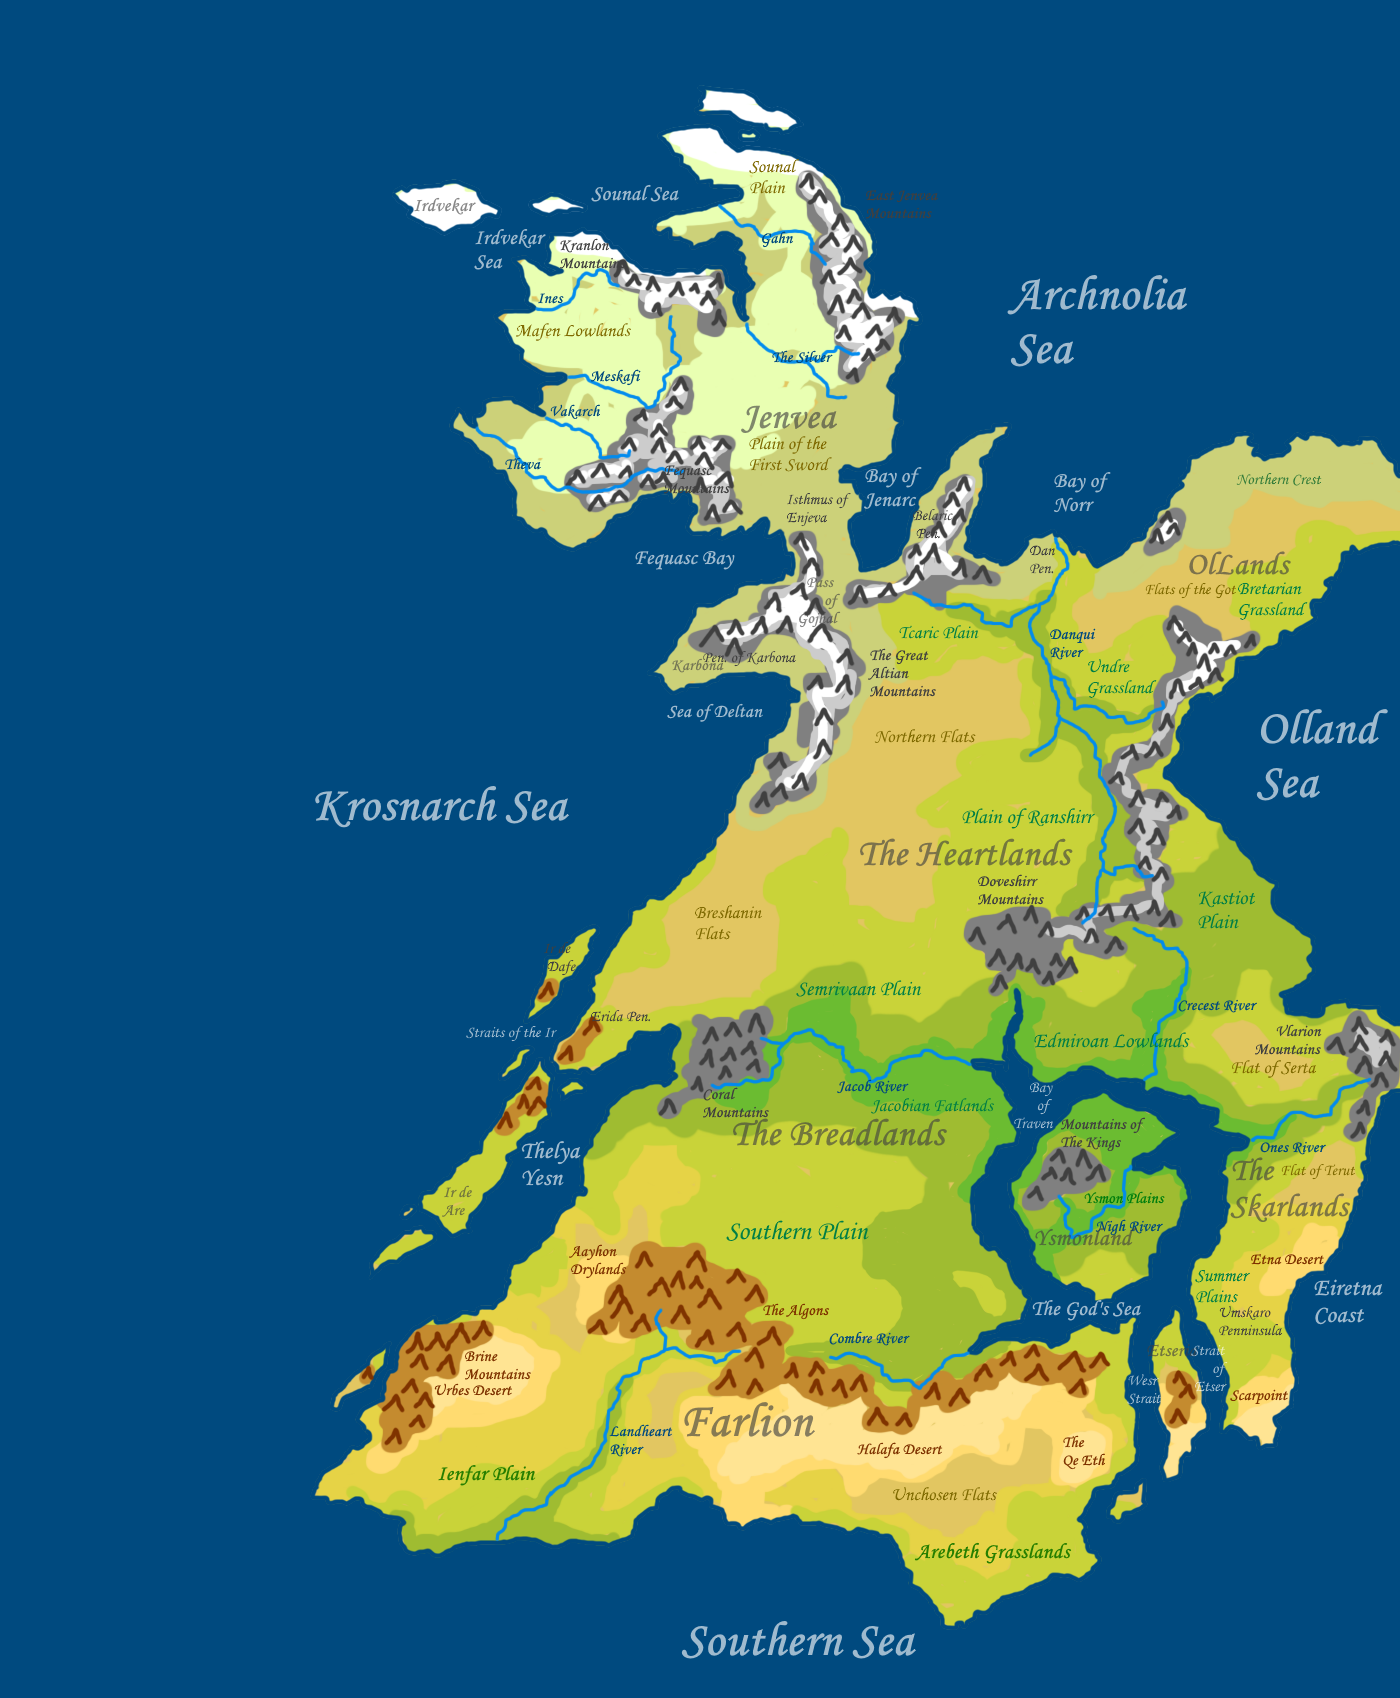 Sounal
Plain
Irdvekar
Sounal Sea
East Jenvea
Mountains
Irdvekar
Sea
Kranlon
Mountains
Gahn
Ines
Archnolia
Sea
Mafen Lowlands
The Silver
Meskafi
Vakarch
Jenvea
Plain of the
First Sword
Theva
Fequasc
Mountains
Bay of
Jenarc
Bay of
Norr
Northern Crest
Isthmus of
Enjeva
Belaric
Pen.
Fequasc Bay
Dan
Pen.
OlLands
Flats of the Got
Bretarian
Grassland
Pass
of
Gojbal
Tcaric Plain
Danqui
River
Karbona
Pen. of Karbona
The Great
Altian
Mountains
Undre
Grassland
Sea of Deltan
Northern Flats
Olland
Sea
Krosnarch Sea
Plain of Ranshirr
The Heartlands
Doveshirr
Mountains
Kastiot
Plain
Breshanin
Flats
Dafe
Semrivaan Plain
Crecest River
Erida Pen.
Straits of the Ir
Edmiroan Lowlands
Vlarion
Mountains
Flat of Serta
Jacob River
Coral
Mountains
Jacobian Fatlands
Bay
of
Traven
The Breadlands
Mountains of
The Kings
Thelya
Yesn
Ones River
The
Skarlands
Flat of Terut
Ir de
Are
Ysmon Plains
Nigh River
Ysmonland
Southern Plain
Aayhon
Drylands
Etna Desert
Summer
Plains
Eiretna
Coast
The Algons
The God's Sea
Umskaro
Penninsula
Combre River
Etser
Strait
of
Etser
Brine
Mountains
Urbes Desert
West
Strait
Scarpoint
Farlion
Landheart
River
Halafa Desert
The
Qe Eth
Ienfar Plain
Unchosen Flats
Arebeth Grasslands
Southern Sea